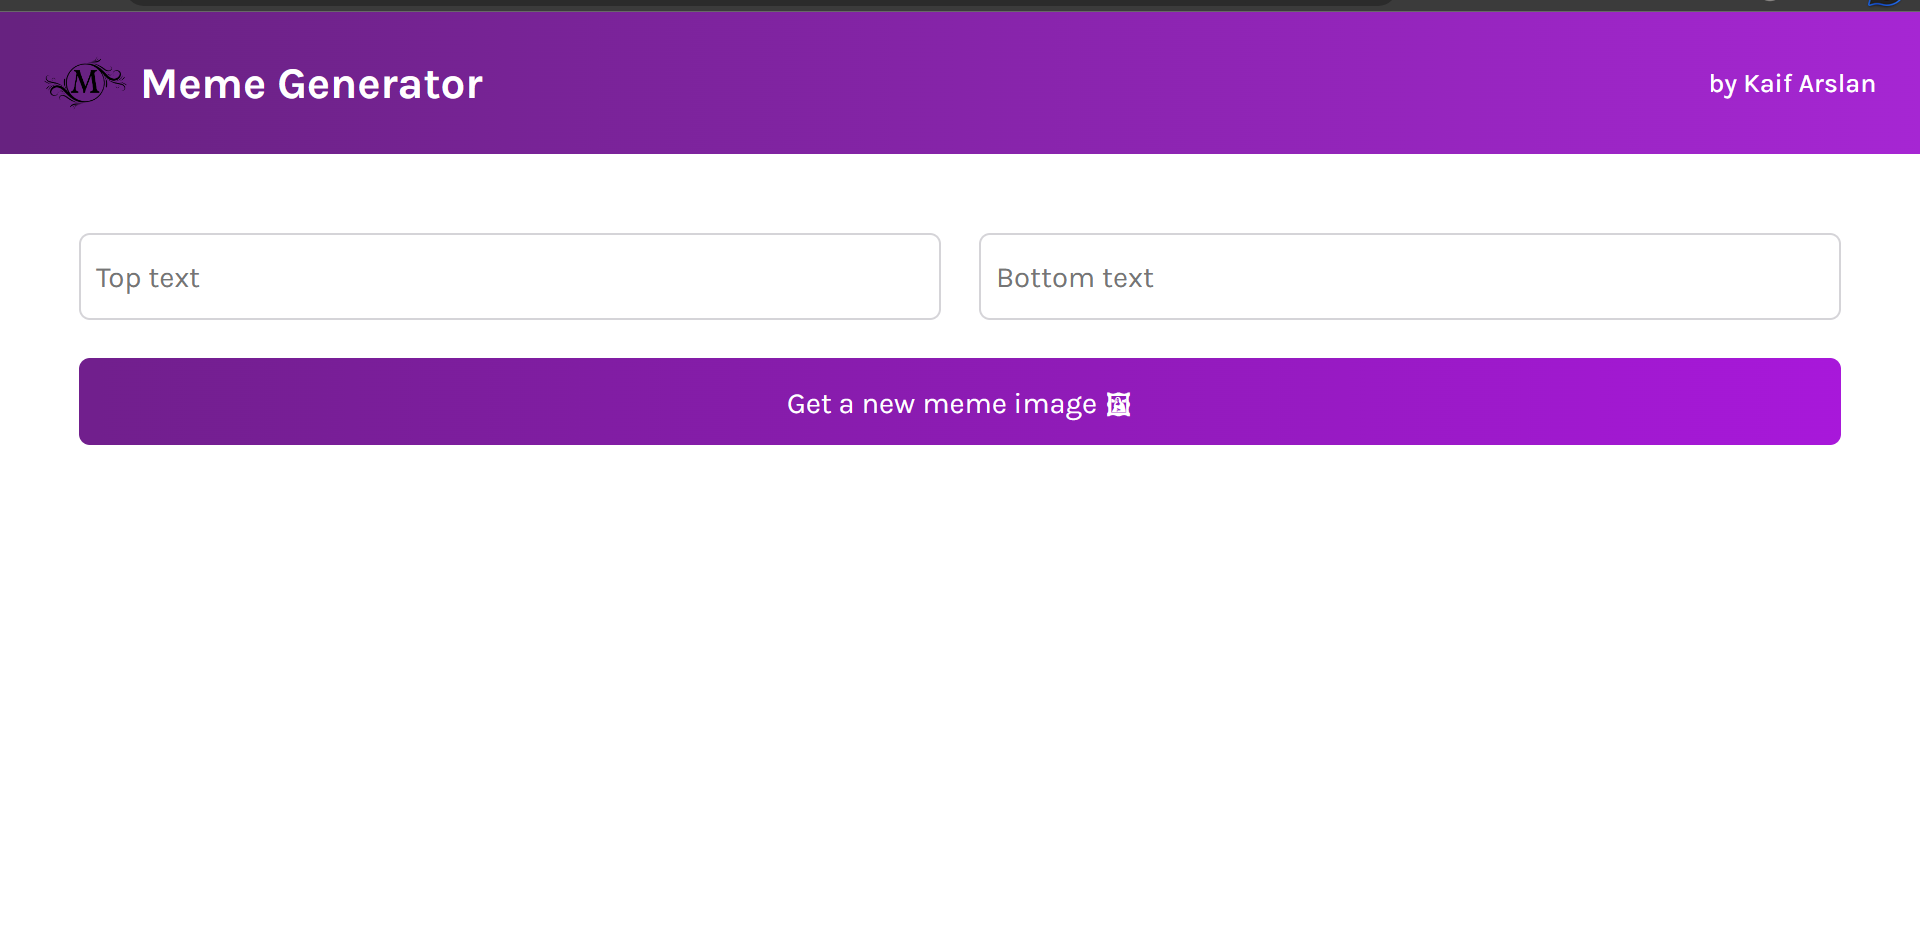 M
Meme Generator
by Kaif Arslan
Top text
Bottom text
Get a new meme image 🖼